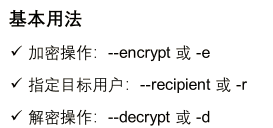 基本用法
✓ 加密操作：--encrypt 或 -e
✓ 指定目标用户：--recipient 或 -r
✓ 解密操作：--decrypt 或 -d